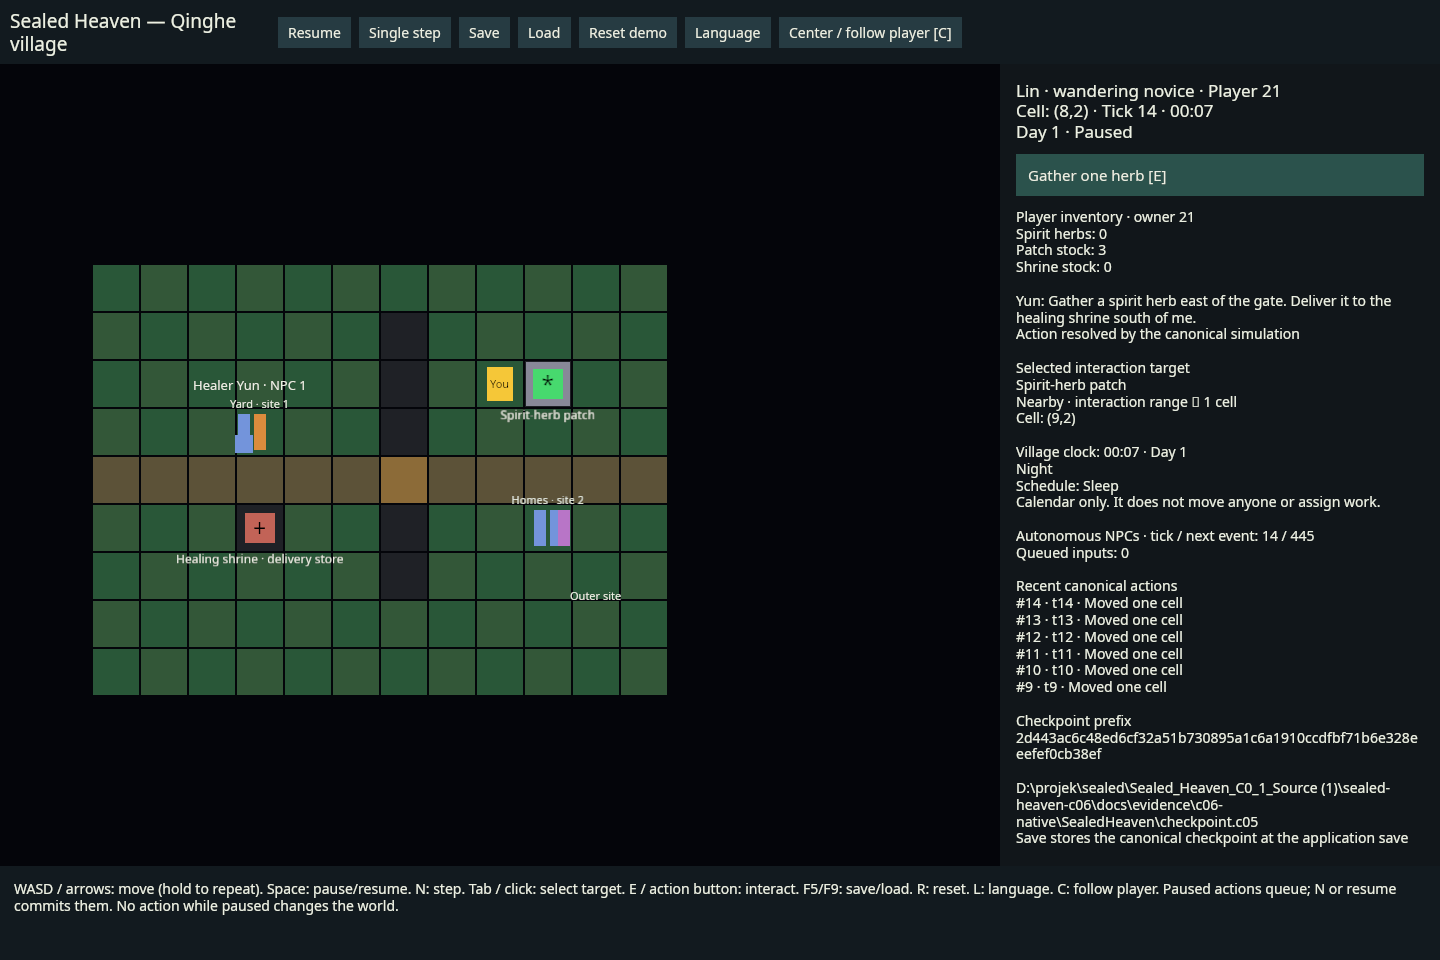 Sealed Heaven — Qinghe
village
Resume
Single step
Save
Load
Reset demo
Language
Center / follow player [C]
Lin · wandering novice · Player 21
Cell: (8,2) · Tick 14 · 00:07
Day 1 · Paused
Gather one herb [E]
Player inventory · owner 21
Spirit herbs: 0
Patch stock: 3
Shrine stock: 0
Yun: Gather a spirit herb east of the gate. Deliver it to the
healing shrine south of me.
Action resolved by the canonical simulation
Selected interaction target
Spirit-herb patch
Nearby · interaction range ▯ 1 cell
Cell: (9,2)
Village clock: 00:07 · Day 1
Night
Schedule: Sleep
Calendar only. It does not move anyone or assign work.
Autonomous NPCs · tick / next event: 14 / 445
Queued inputs: 0
Recent canonical actions
#14 · t14 · Moved one cell
#13 · t13 · Moved one cell
#12 · t12 · Moved one cell
#11 · t11 · Moved one cell
#10 · t10 · Moved one cell
#9 · t9 · Moved one cell
Checkpoint prefix
2d443ac6c48ed6cf32a51b730895a1c6a1910ccdfbf71b6e328e
eefef0cb38ef
D:\projek\sealed\Sealed_Heaven_C0_1_Source (1)\sealed-
heaven-c06\docs\evidence\c06-
native\SealedHeaven\checkpoint.c05
Save stores the canonical checkpoint at the application save
Healer Yun · NPC 1
Yard · site 1
You
*
Spirit-herb patch
Homes · site 2
+
Healing shrine · delivery store
Outer site
WASD / arrows: move (hold to repeat). Space: pause/resume. N: step. Tab / click: select target. E / action button: interact. F5/F9: save/load. R: reset. L: language. C: follow player. Paused actions queue; N or resume
commits them. No action while paused changes the world.